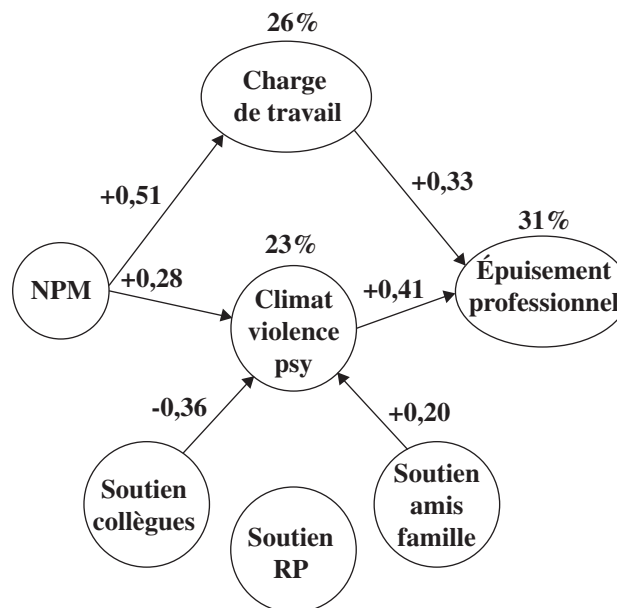 26%
Charge
de travail
+0,51
+0,33
NPM
+0,28
23%
Climat
violence
psy
+0,41
31%
Épuisement
professionnel
-0,36
+0,20
Soutien
collègues
Soutien
RP
Soutien
amis
famille